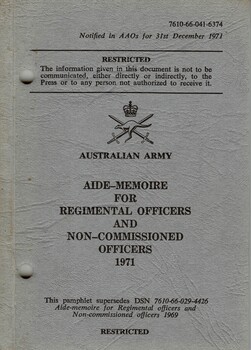 7610-66-041-6374
Notified in AAOs for 31st December 1971
RESTRICTED
The information given in this document is not to be
communicated, either directly or indirectly, to the
Press or to any person not authorized to receive it.
AUSTRALIAN ARMY
AIDE-MEMOIRE
FOR
REGIMENTAL OFFICERS
AND
NON-COMMISSIONED
OFFICERS
1971
This pamphlet supersedes DSN 7610-66-029-4426
Aide-memoire for Regimental officers and
Non-commissioned officers 1969
RESTRICTED